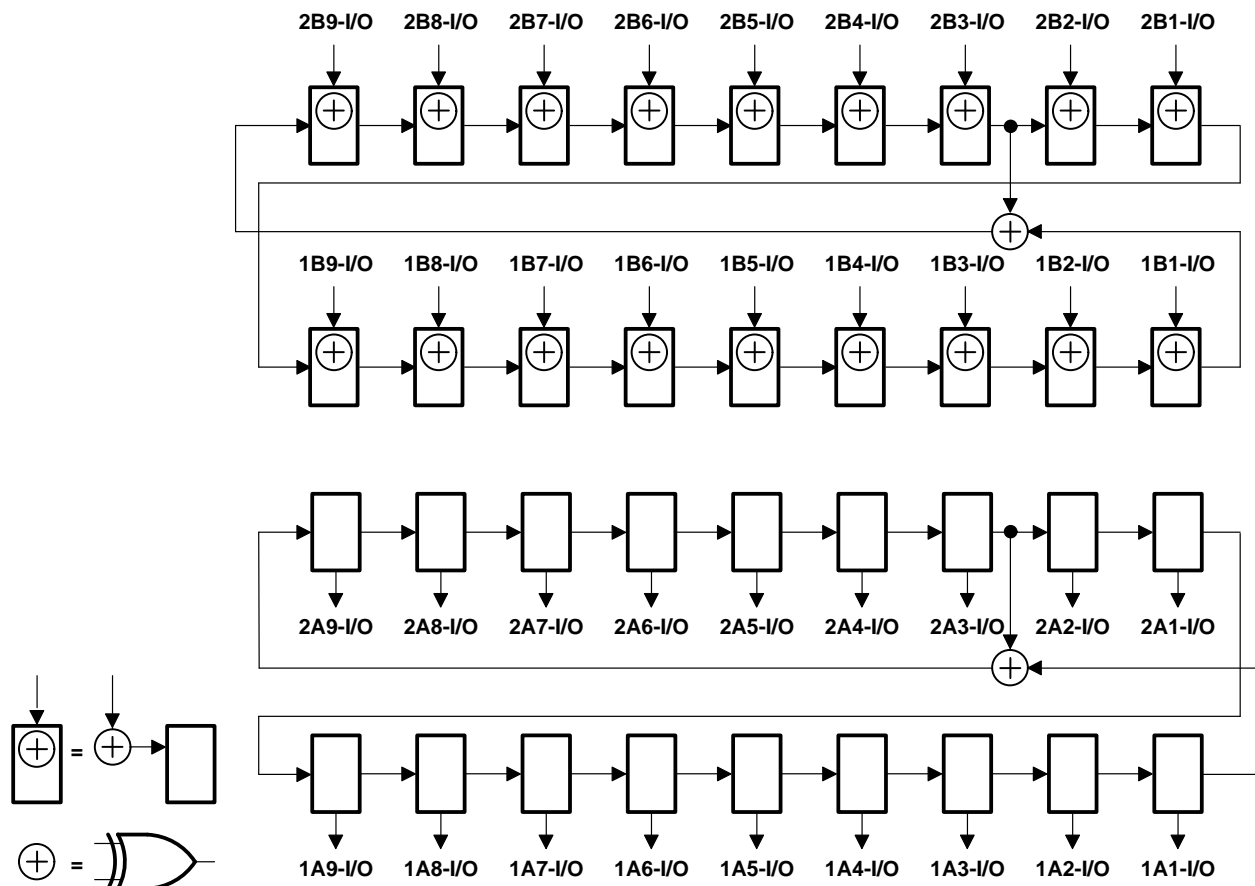 2B9-I/O 2B8-I/O 2B7-I/O 2B6-I/O 2B5-I/O 2B4-I/O 2B3-I/O 2B2-I/O 2B1-I/O
1B9-I/O 1B8-I/O 1B7-I/O 1B6-I/O 1B5-I/O 1B4-I/O 1B3-I/O 1B2-I/O 1B1-I/O
2A9-I/O 2A8-I/O 2A7-I/O 2A6-I/O 2A5-I/O 2A4-I/O 2A3-I/O 2A2-I/O 2A1-I/O
=
=
1A9-I/O 1A8-I/O 1A7-I/O 1A6-I/O 1A5-I/O 1A4-I/O 1A3-I/O 1A2-I/O 1A1-I/O